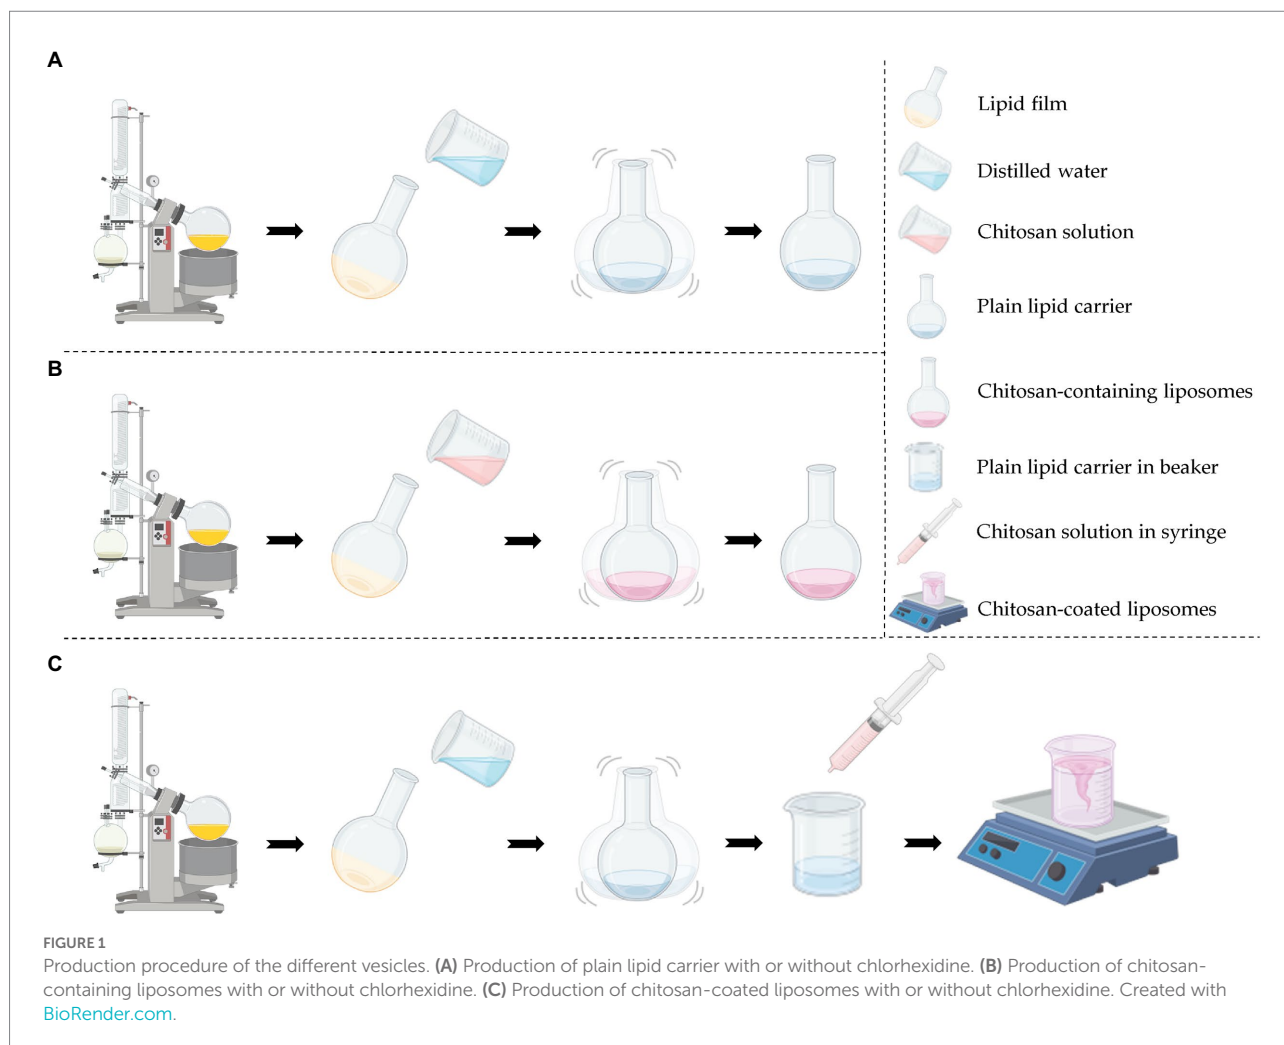 A
Lipid film
Distilled water
Chitosan solution
Plain lipid carrier
B
Chitosan-containing liposomes
Plain lipid carrier in beaker
Chitosan solution in syringe
Chitosan-coated liposomes
C
FIGURE 1
Production procedure of the different vesicles. (A) Production of plain lipid carrier with or without chlorhexidine. (B) Production of chitosan-
containing liposomes with or without chlorhexidine. (C) Production of chitosan-coated liposomes with or without chlorhexidine. Created with
BioRender.com.